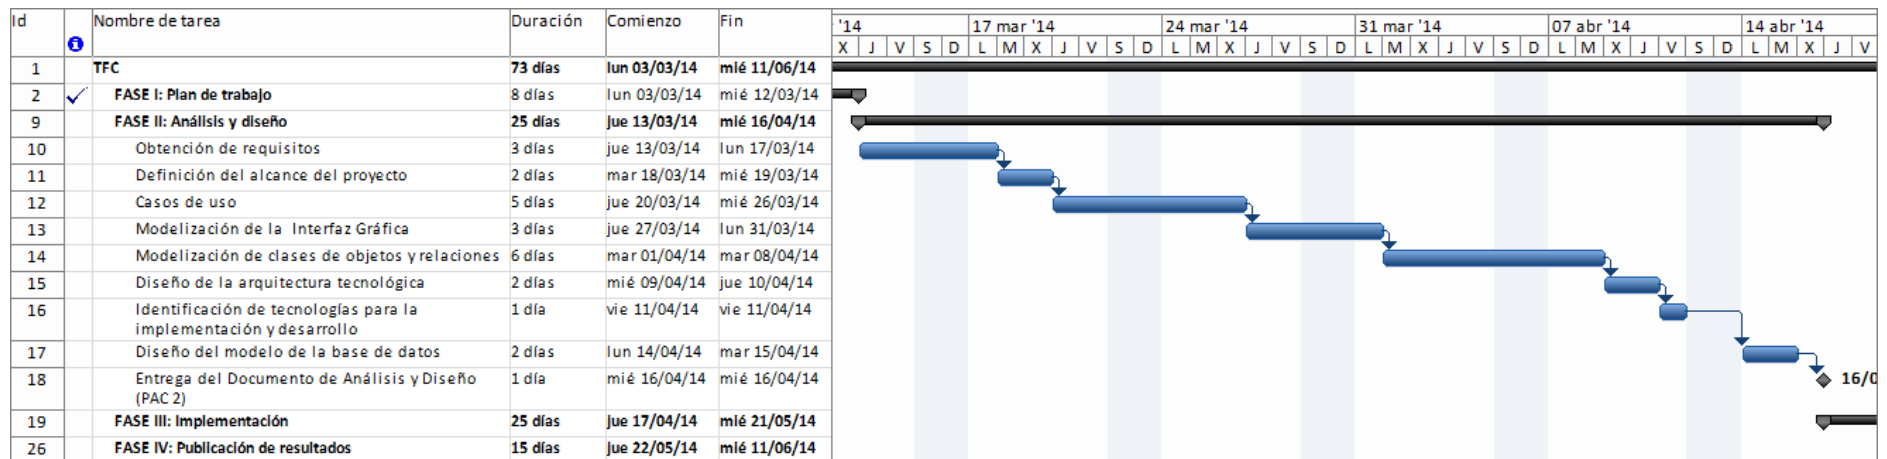 Id Nombre de tarea Duración Comienzo Fin '14 17 mar '14 24 mar '14 31 mar '14 07 abr '14 14 abr '14
X J V S D L M X J V S D L M X J V S D L M X J V S D L M X J V S D L M X J V
1 TFC 73 días lun 03/03/14 mié 11/06/14
2 FASE I: Plan de trabajo 8 días lun 03/03/14 mié 12/03/14
9 FASE II: Análisis y diseño 25 días jue 13/03/14 mié 16/04/14
10 Obtención de requisitos 3 días jue 13/03/14 lun 17/03/14
11 Definición del alcance del proyecto 2 días mar 18/03/14 mié 19/03/14
12 Casos de uso 5 días jue 20/03/14 mié 26/03/14
13 Modelización de la Interfaz Gráfica 3 días jue 27/03/14 lun 31/03/14
14 Modelización de clases de objetos y relaciones 6 días mar 01/04/14 mar 08/04/14
15 Diseño de la arquitectura tecnológica 2 días mié 09/04/14 jue 10/04/14
16 Identificación de tecnologías para la 1 día vie 11/04/14 vie 11/04/14
implementación y desarrollo
17 Diseño del modelo de la base de datos 2 días lun 14/04/14 mar 15/04/14
18 Entrega del Documento de Análisis y Diseño 1 día mié 16/04/14 mié 16/04/14 16/0
(PAC 2)
19 FASE III: Implementación 25 días jue 17/04/14 mié 21/05/14
26 FASE IV: Publicación de resultados 15 días jue 22/05/14 mié 11/06/14